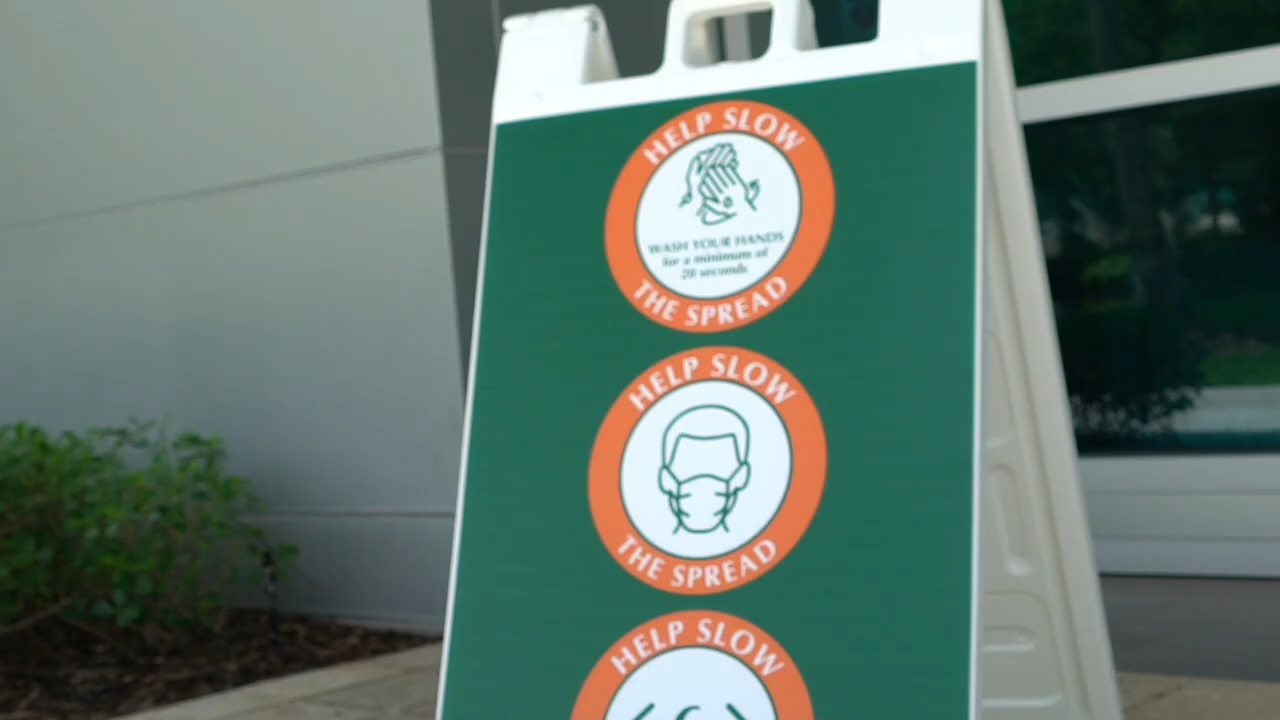 HELP SLOW
WASH YOUR HANDS
for a minimum of
20 seconds
THE SPREAD
HELP SLOW
THE SPREAD
HELP SLOW